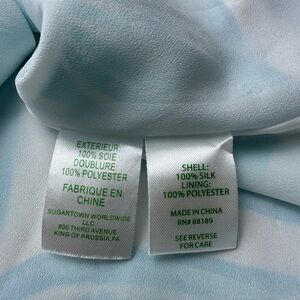 EXTERIEUR
100% SOIE
DOUBLURE:
100% POLYESTER
FABRIQUE EN
CHINE
SUGARTOWN WORLDWIDE
LLC
800 THIRD AVENUE
KING OF PRUSSIA,PA
SHELL:
100% SILK
LINING:
100% POLYESTER
MADE IN CHINA
RN# 88189
SEE REVERSE
FOR CARE